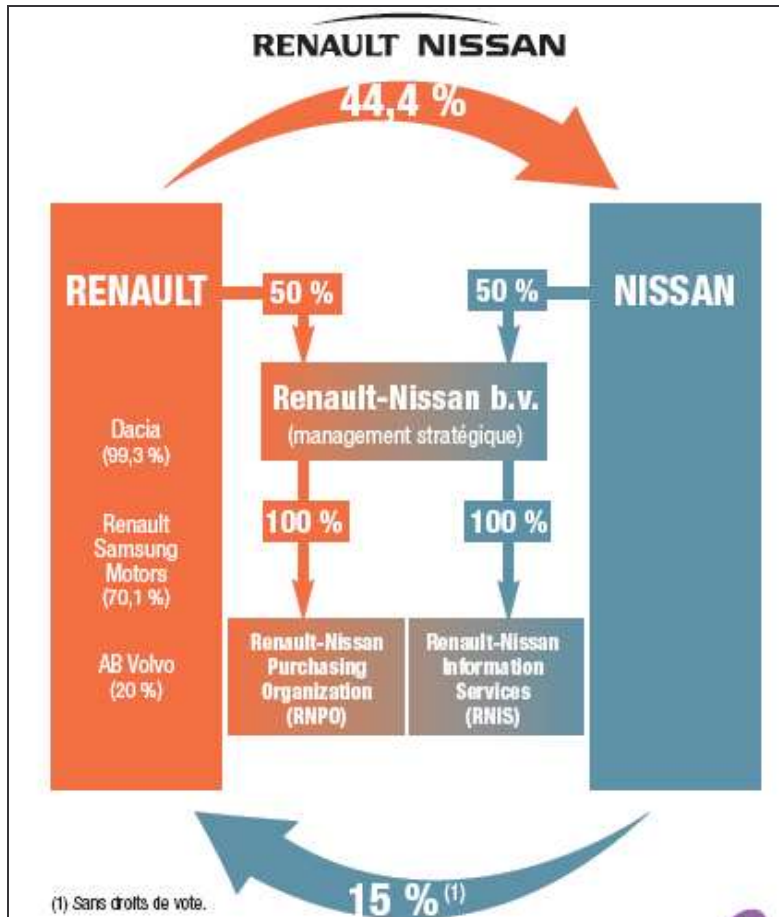 RENAULT NISSAN
44,4 %
RENAULT
50 %
50 %
NISSAN
Renault-Nissan b.v.
(management stratégique)
Dacia
(99,3 %)
100 %
100 %
Renault
Samsung
Motors
(70,1 %)
AB Volvo
(20 %)
Renault-Nissan
Purchasing
Organization
(RNPO)
Renault-Nissan
Information
Services
(RNIS)
15 % (1)
(1) Sans droits de vote.